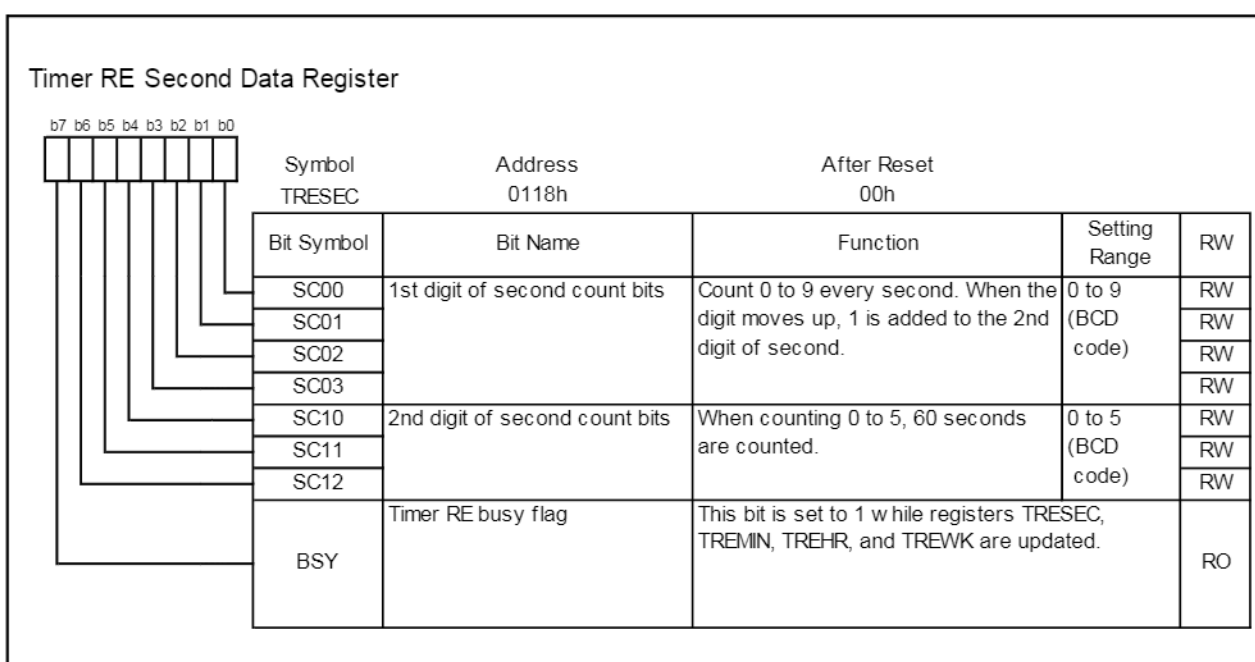 Timer RE Second Data Register
b7 b6 b5 b4 b3 b2 b1 b0
Symbol Address After Reset
TRESEC 0118h 00h
Bit Symbol Bit Name Function Setting Range RW
SC00 1st digit of second count bits Count 0 to 9 every second. When the 0 to 9 RW
SC01 digit moves up, 1 is added to the 2nd (BCD RW
SC02 digit of second. code) RW
SC03 RW
SC10 2nd digit of second count bits When counting 0 to 5, 60 seconds 0 to 5 RW
SC11 are counted. (BCD RW
SC12 code) RW
Timer RE busy flag This bit is set to 1 while registers TRESEC,
TREMIN, TREHR, and TREWK are updated.
BSY RO